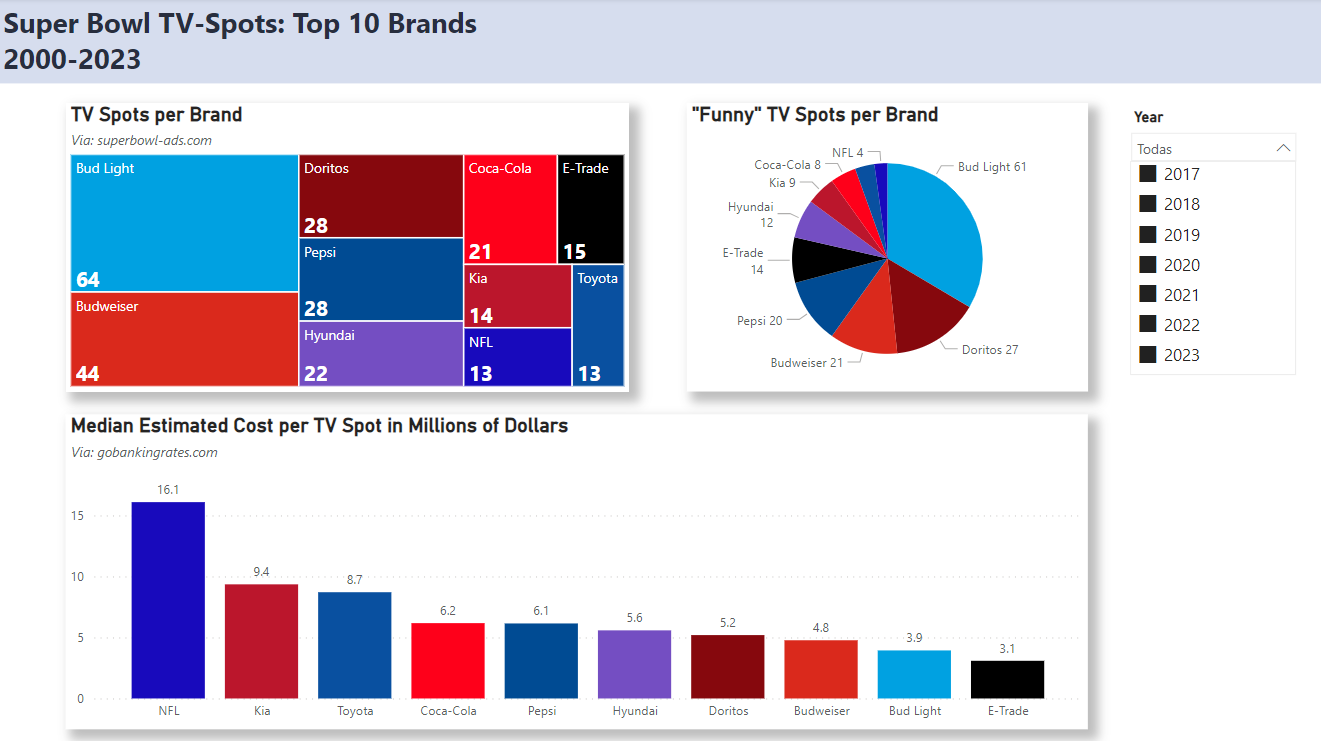 Super Bowl TV-Spots: Top 10 Brands
2000-2023
TV Spots per Brand
Via: superbowl-ads.com
Bud Light
64
Budweiser
44
Doritos
28
Pepsi
28
Hyundai
22
Coca-Cola
21
E-Trade
15
Kia
14
NFL
13
Toyota
13
"Funny" TV Spots per Brand
NFL 4
Coca-Cola 8
Kia 9
Hyundai
12
E-Trade
14
Pepsi 20
Budweiser 21
Doritos 27
Bud Light 61
Year
Todas
2017
2018
2019
2020
2021
2022
2023
Median Estimated Cost per TV Spot in Millions of Dollars
Via: gobankingrates.com
15
10
5
0
16.1
9.4
8.7
6.2
6.1
5.6
5.2
4.8
3.9
3.1
NFL
Kia
Toyota
Coca-Cola
Pepsi
Hyundai
Doritos
Budweiser
Bud Light
E-Trade